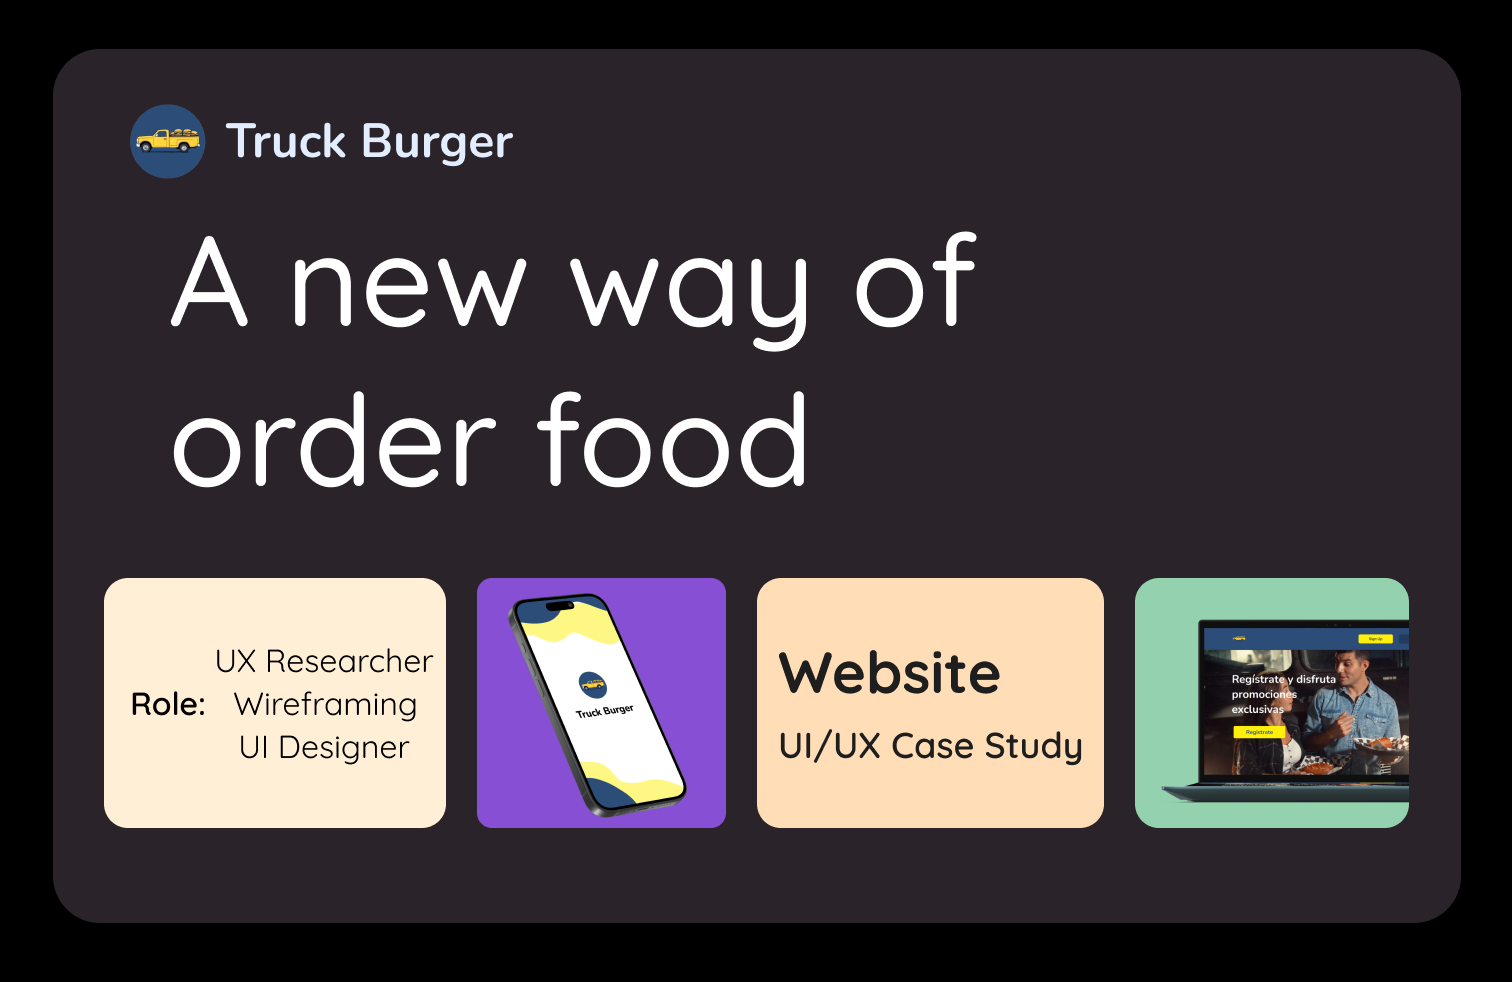 Truck Burger
A new way of
order food
Role:
UX Researcher
Wireframing
UI Designer
Truck Burger
Website
UI/UX Case Study
Sign Up
Regístrate y disfruta
promociones
exclusivas
Regístrate